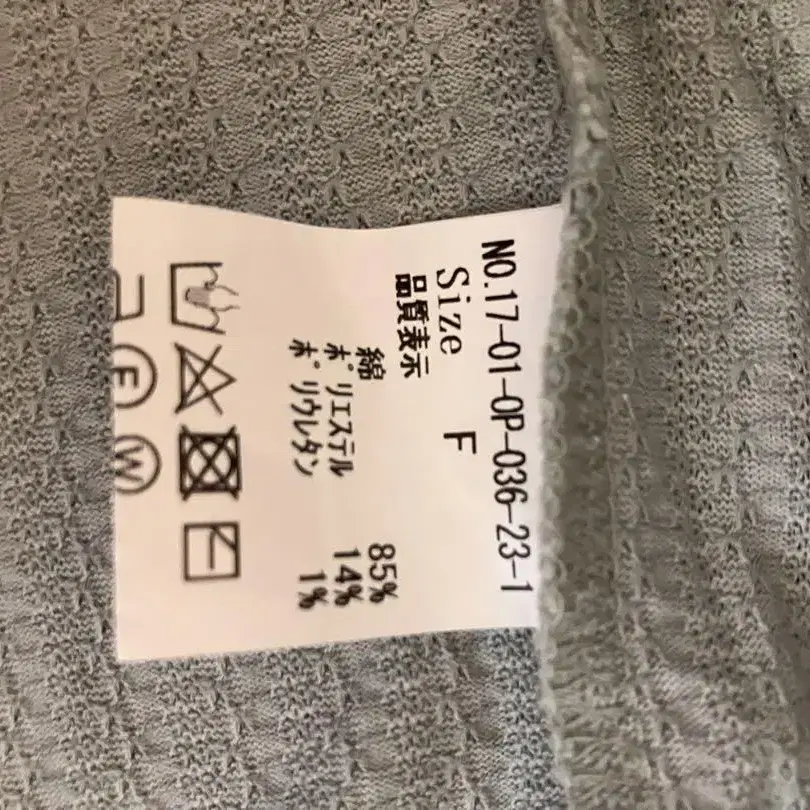 NO.17-01-OP-036-23-1
Size F
品質表示
綿 85%
ポリエステル 14%
ポリウレタン 1%
F W